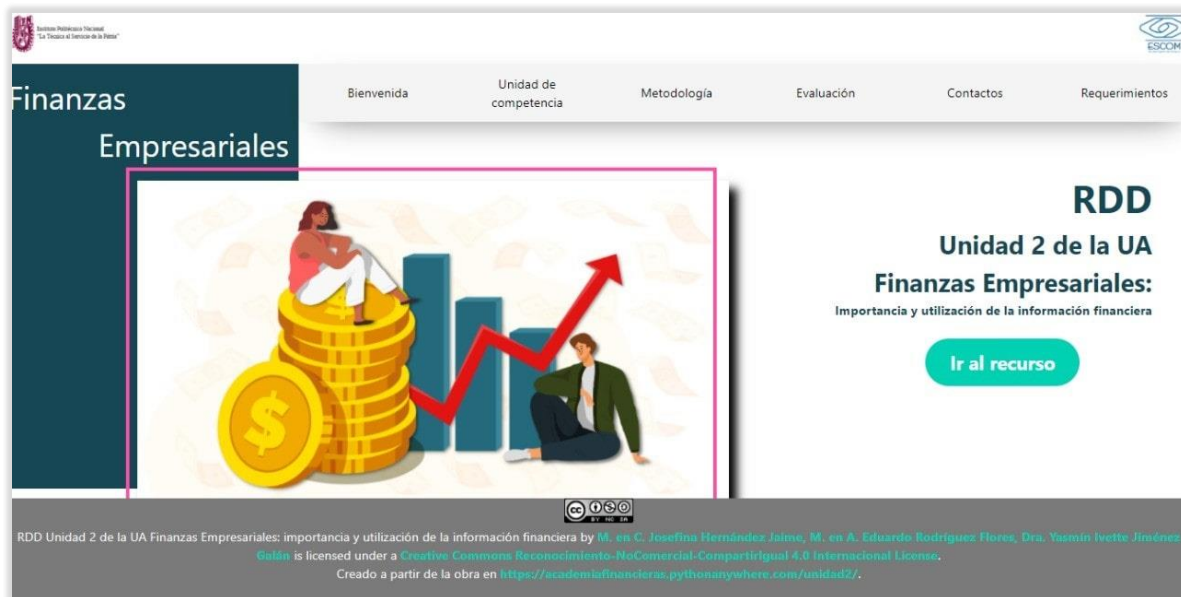 Instituto Politécnico Nacional
"La Técnica al Servicio de la Patria"
ESCOM
Finanzas
Empresariales
Bienvenida
Unidad de
competencia
Metodología
Evaluación
Contactos
Requerimientos
RDD
Unidad 2 de la UA
Finanzas Empresariales:
Importancia y utilización de la información financiera
Ir al recurso
$
$
cc
BY NC SA
RDD Unidad 2 de la UA Finanzas Empresariales: importancia y utilización de la información financiera by M. en C. Josefina Hernández Jaime, M. en A. Eduardo Rodríguez Flores, Dra. Yasmín Ivette Jiménez
Galán is licensed under a Creative Commons Reconocimiento-NoComercial-CompartirIgual 4.0 Internacional License.
Creado a partir de la obra en https://academiafinancieras.pythonanywhere.com/unidad2/.